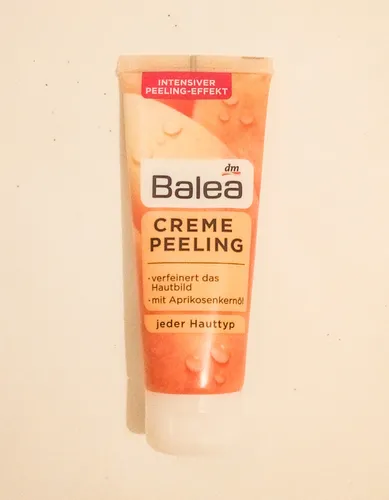 INTENSIVER
PEELING-EFFEKT
dm
Balea
CREME
PEELING
• verfeinert das
Hautbild
• mit Aprikosenkernöl
jeder Hauttyp